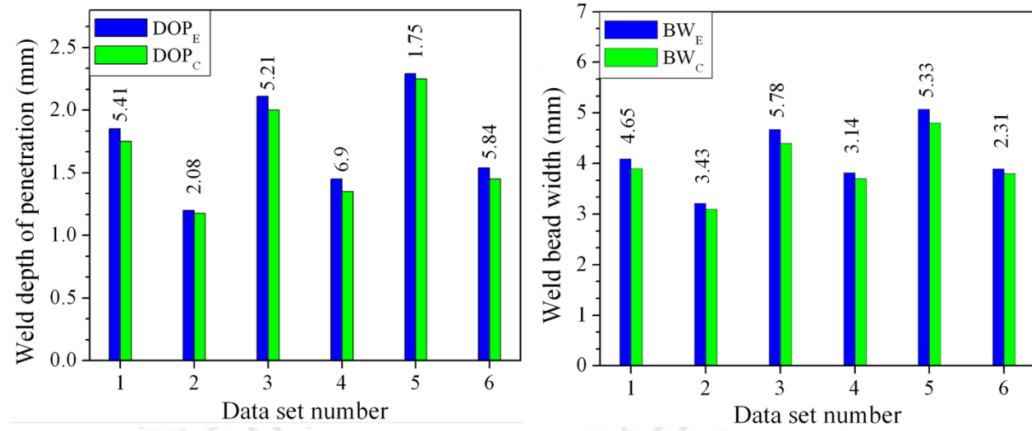 DOP_E
DOP_C
5.41
2.08
5.21
6.9
1.75
5.84
2.5
2.0
1.5
1.0
0.5
0.0
Weld depth of penetration (mm)
1 2 3 4 5 6
Data set number
BW_E
BW_C
4.65
3.43
5.78
3.14
5.33
2.31
7
6
5
4
3
2
1
0
Weld bead width (mm)
1 2 3 4 5 6
Data set number